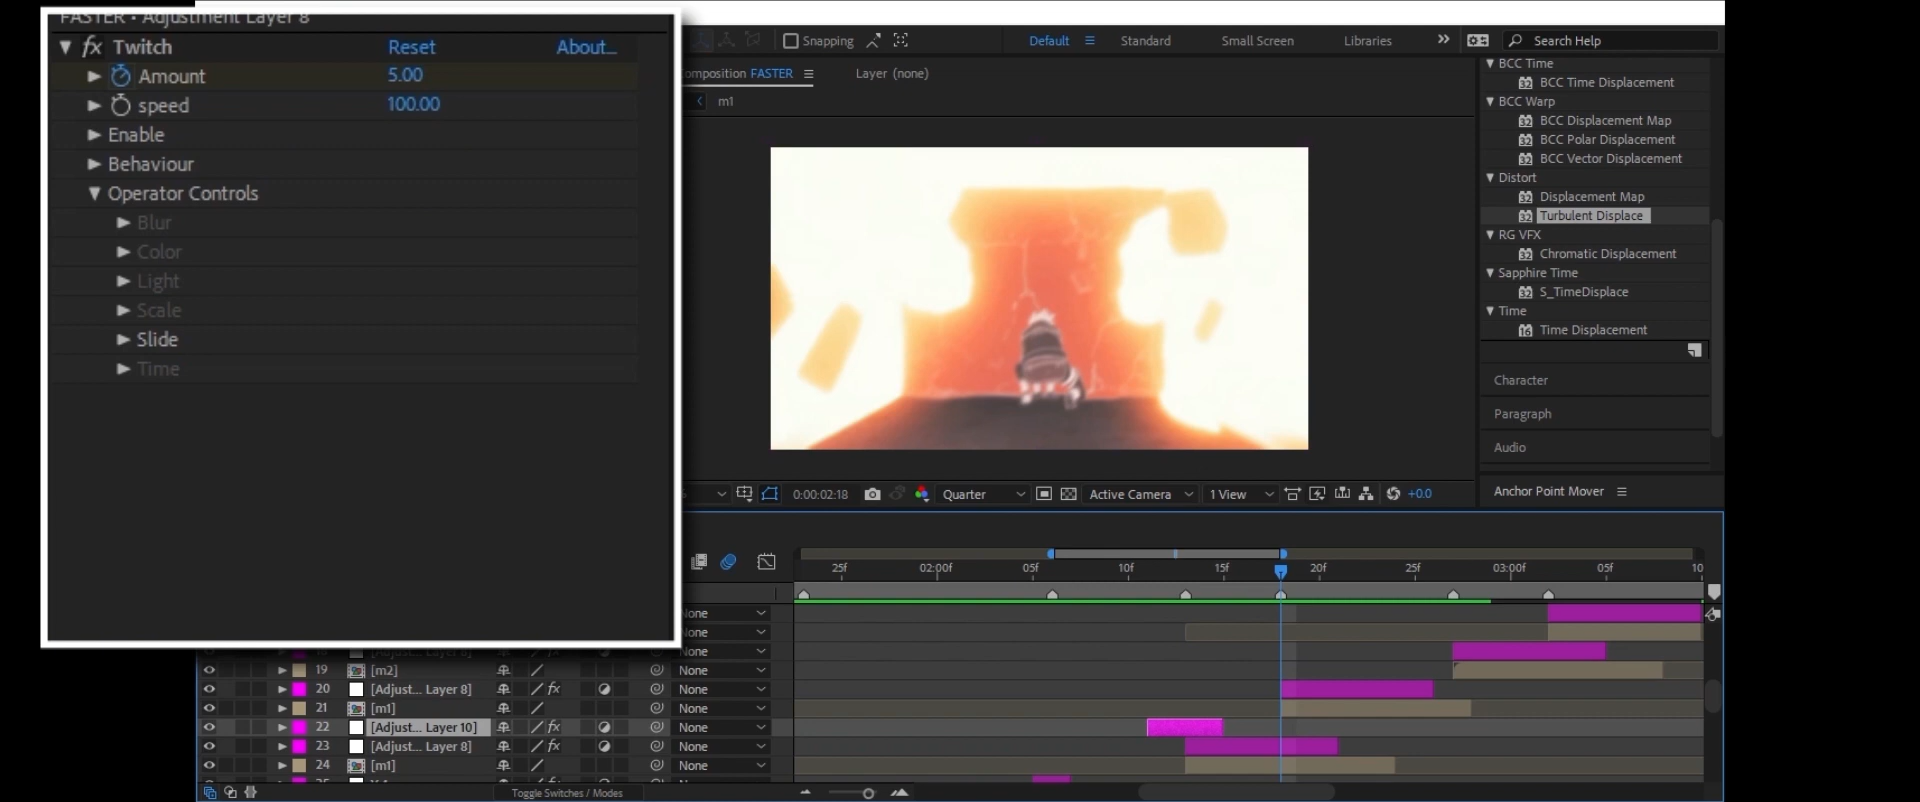 FASTER • Adjustment Layer 8
fx Twitch Reset About...
Amount 5.00
speed 100.00
Enable
Behaviour
Operator Controls
Blur
Color
Light
Scale
Slide
Time
Snapping
Default
Standard
Small Screen
Libraries
Search Help
omposition FASTER
Layer (none)
m1
BCC Time
BCC Time Displacement
BCC Warp
BCC Displacement Map
BCC Polar Displacement
BCC Vector Displacement
Distort
Displacement Map
Turbulent Displace
RG VFX
Chromatic Displacement
Sapphire Time
S_TimeDisplace
Time
Time Displacement
Character
Paragraph
Audio
Anchor Point Mover
0:00:02:18 Quarter Active Camera 1 View +0.0
25f 02:00f 05f 10f 15f 20f 25f 03:00f 05f 10
None
None
None
19 [m2] None
20 [Adjust... Layer 8] fx None
21 [m1] None
22 [Adjust... Layer 10] fx None
23 [Adjust... Layer 8] fx None
24 [m1] None
Toggle Switches / Modes